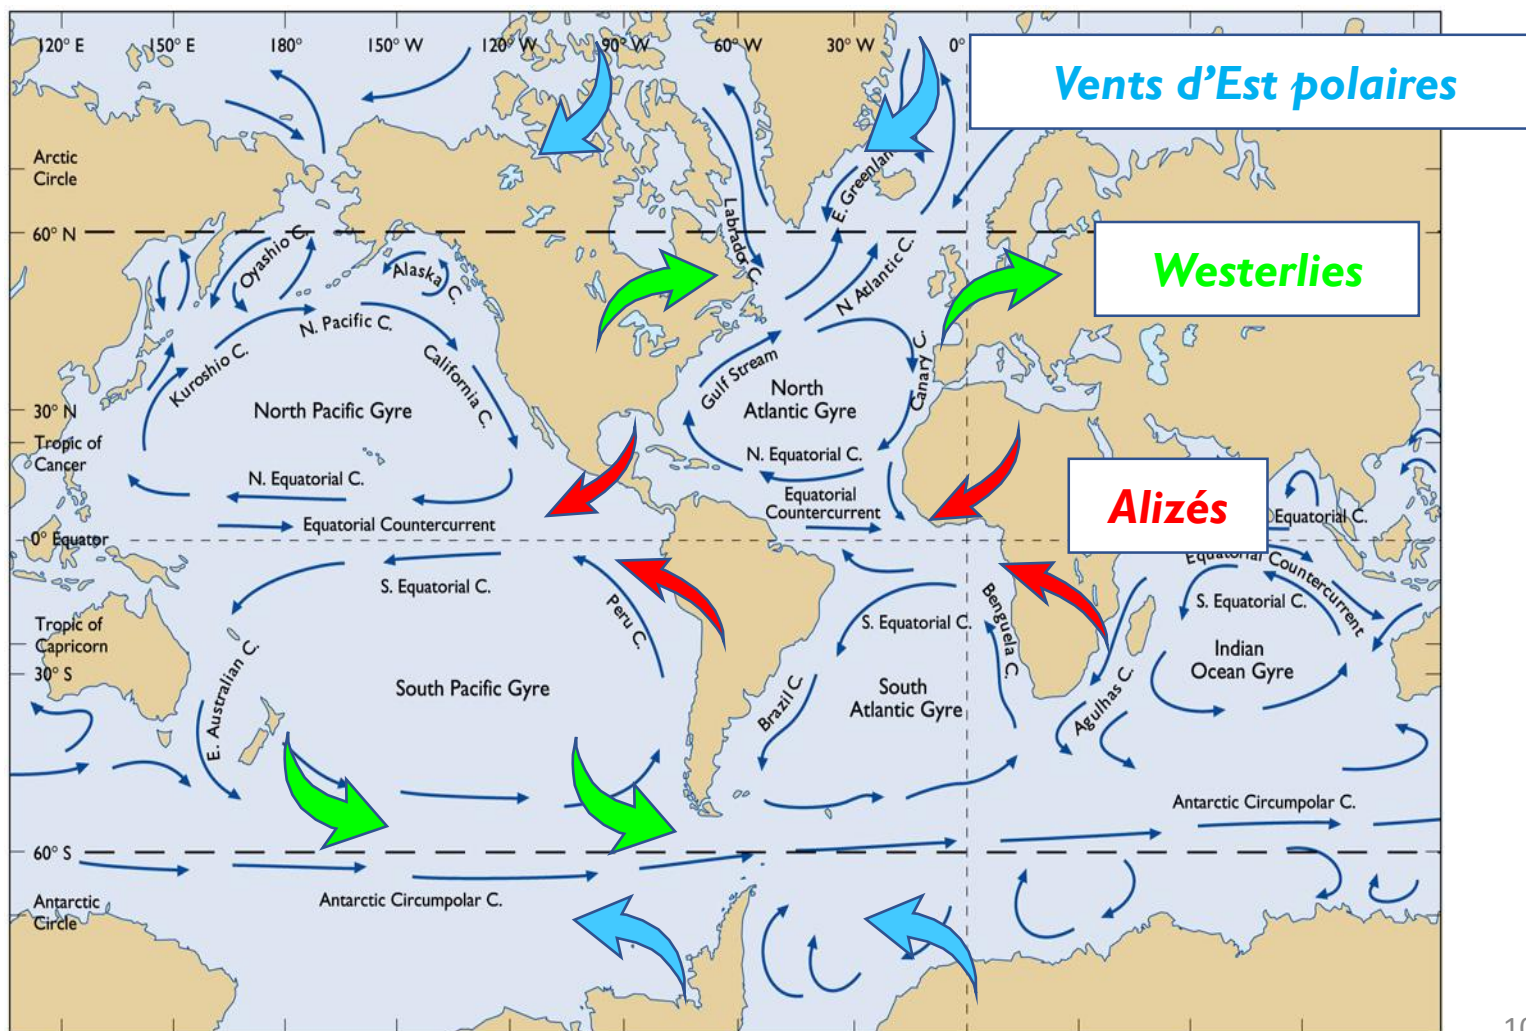 120° E
150° E
180°
150° W
120° W
90° W
60° W
30° W
0°
Vents d’Est polaires
Arctic
Circle
E. Greenlan
Labrador C.
60° N
Westerlies
Oyashio C.
Alaska C.
N. Pacific C.
N Atlantic C.
Kuroshio C.
California C.
Gulf Stream
Canary C.
North
Atlantic Gyre
North Pacific Gyre
30° N
Tropic of
Cancer
N. Equatorial C.
N. Equatorial C.
Equatorial
Countercurrent
Alizés
Equatorial C.
Equatorial Countercurrent
0° Equator
Equatorial Countercurrent
S. Equatorial C.
Peru C.
S. Equatorial C.
Benguela C.
S. Equatorial C.
Tropic of
Capricorn
30° S
E. Australian C.
South Pacific Gyre
Brazil C.
South
Atlantic Gyre
Agulhas C.
Indian
Ocean Gyre
Antarctic Circumpolar C.
60° S
Antarctic Circumpolar C.
Antarctic
Circle